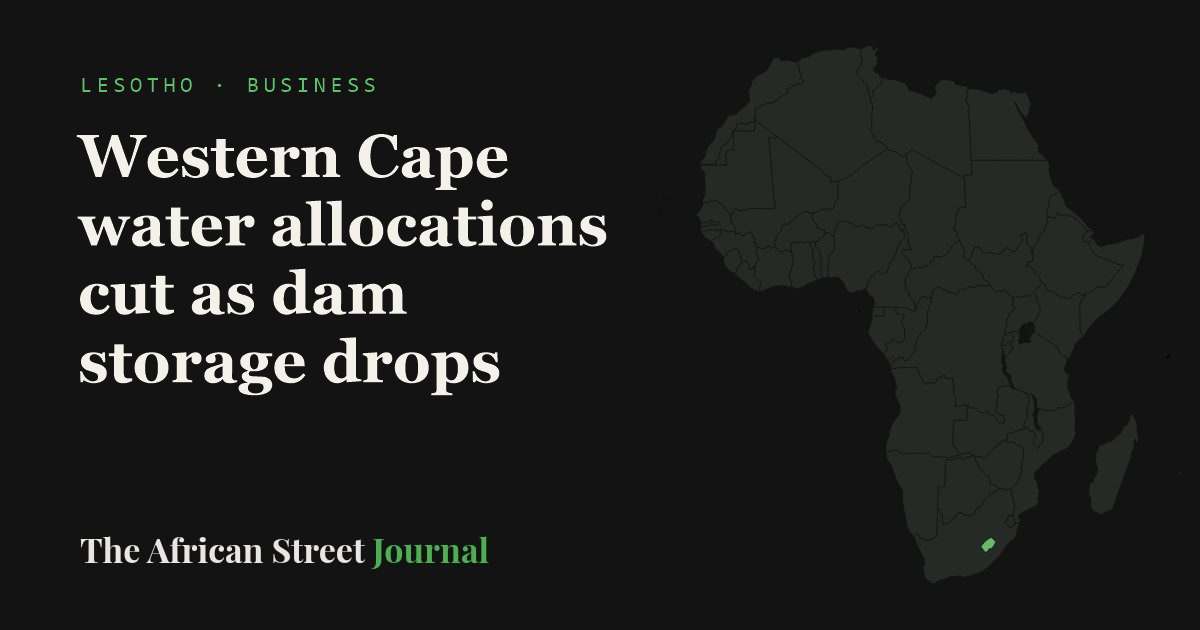 LESOTHO · BUSINESS
Western Cape
water allocations
cut as dam
storage drops
The African Street Journal